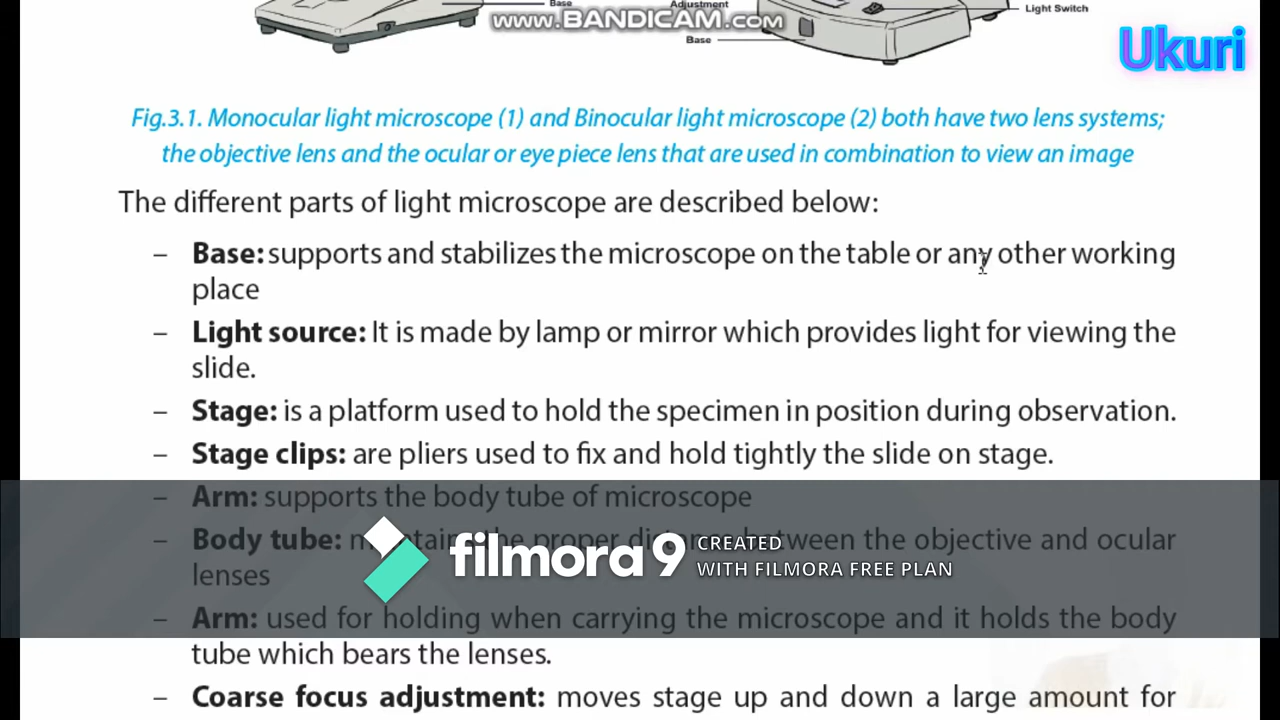 Base
Adjustment
Light Switch
www.BANDICAM.com
Base
Ukuri
Fig.3.1. Monocular light microscope (1) and Binocular light microscope (2) both have two lens systems;
the objective lens and the ocular or eye piece lens that are used in combination to view an image
The different parts of light microscope are described below:
– Base: supports and stabilizes the microscope on the table or any other working
place
– Light source: It is made by lamp or mirror which provides light for viewing the
slide.
– Stage: is a platform used to hold the specimen in position during observation.
– Stage clips: are pliers used to fix and hold tightly the slide on stage.
– Arm: supports the body tube of microscope
– Body tube: the proper between the objective and ocular
lenses
filmora9 CREATED
WITH FILMORA FREE PLAN
– Arm: used for holding when carrying the microscope and it holds the body
tube which bears the lenses.
– Coarse focus adjustment: moves stage up and down a large amount for